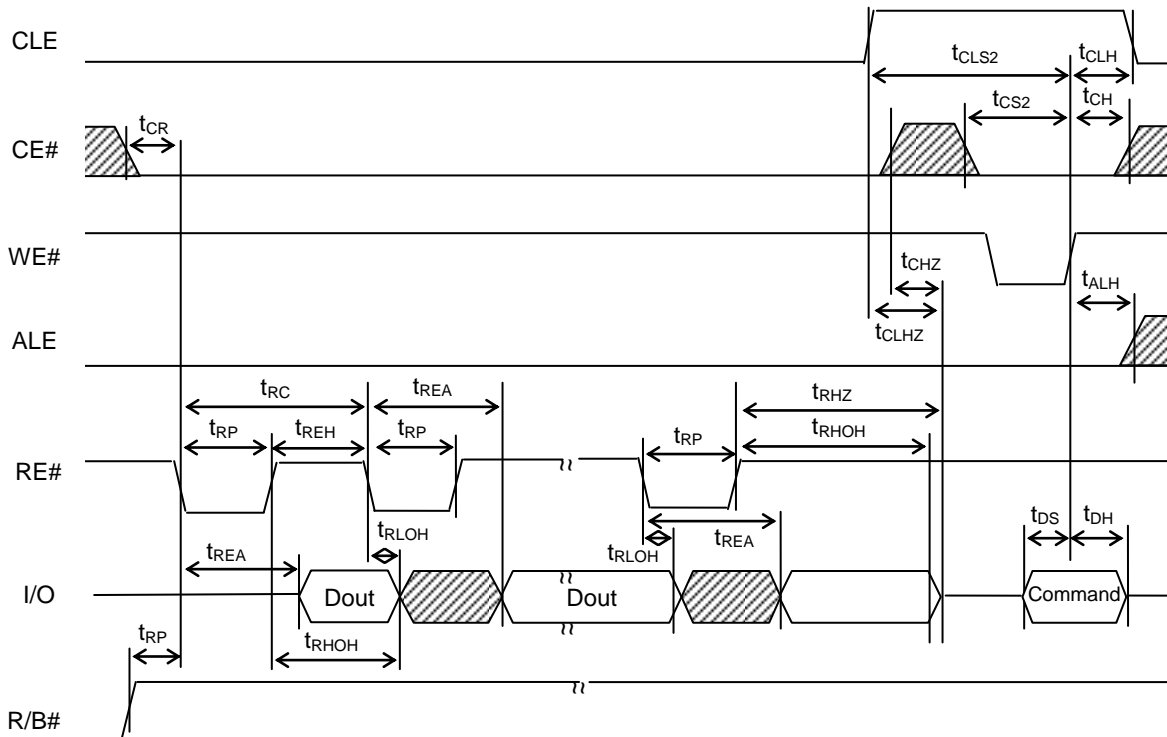 CLE
tCLS2
tCLH
tCS2
tCH
tCR
CE#
WE#
tCHZ
tALH
tCLHZ
ALE
tRC
tREA
tRHZ
tRP
tREH
tRP
tRP
tRHOH
RE#
tRLOH
tREA
tRLOH
tREA
tDS
tDH
I/O
Dout
Dout
Command
tRP
tRHOH
R/B#